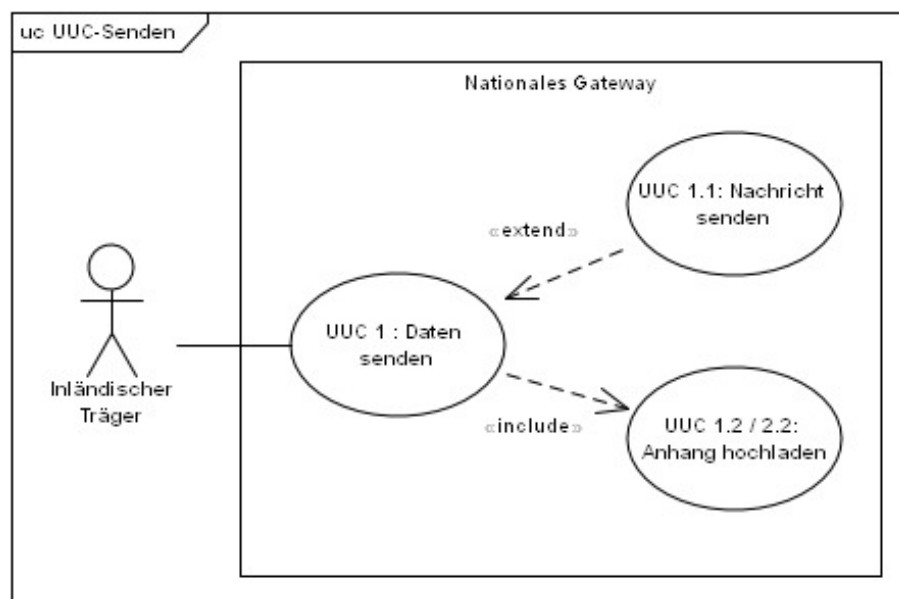 uc UUC-Senden
Nationales Gateway
UUC 1.1: Nachricht
senden
«extend»
UUC 1 : Daten
senden
Inländischer
Träger
«include»
UUC 1.2 / 2.2:
Anhang hochladen